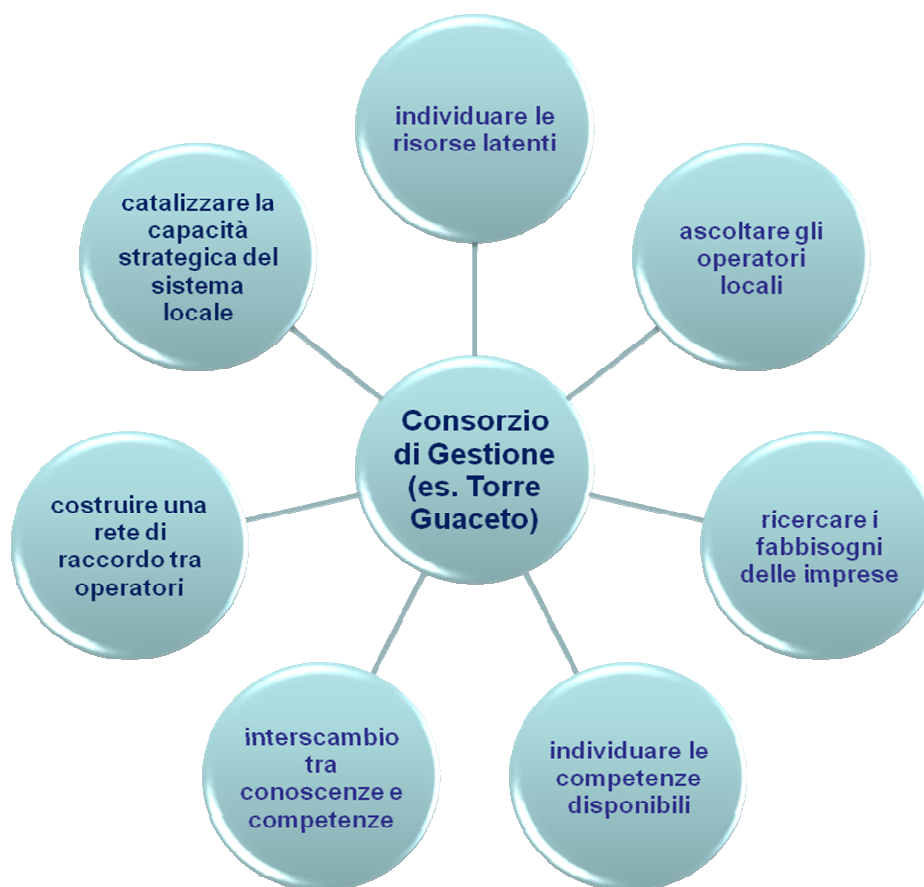 individuare le
risorse latenti
ascoltare gli
operatori
locali
ricercare i
fabbisogni
delle imprese
individuare le
competenze
disponibili
interscambio
tra
conoscenze e
competenze
costruire una
rete di
raccordo tra
operatori
catalizzare la
capacità
strategica del
sistema
locale
Consorzio
di Gestione
(es. Torre
Guaceto)